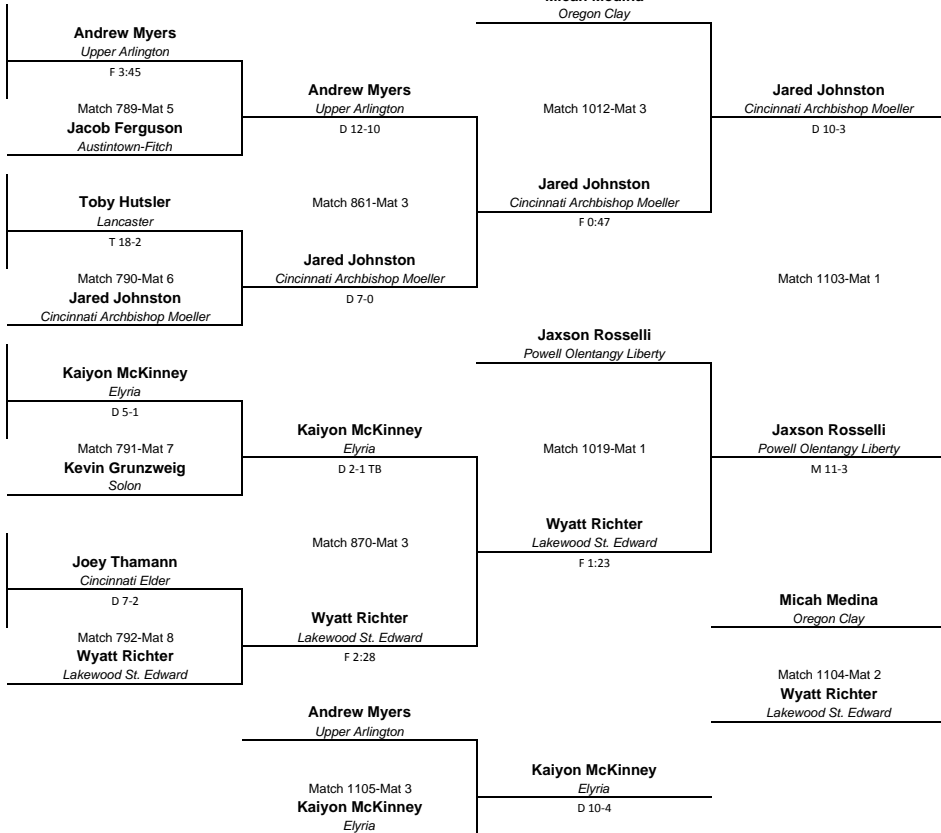 Andrew Myers
Upper Arlington
F 3:45
Match 789-Mat 5
Jacob Ferguson
Austintown-Fitch
Toby Hutsler
Lancaster
T 18-2
Match 790-Mat 6
Jared Johnston
Cincinnati Archbishop Moeller
Kaiyon McKinney
Elyria
D 5-1
Match 791-Mat 7
Kevin Grunzweig
Solon
Joey Thamann
Cincinnati Elder
D 7-2
Match 792-Mat 8
Wyatt Richter
Lakewood St. Edward
Andrew Myers
Upper Arlington
D 12-10
Match 861-Mat 3
Jared Johnston
Cincinnati Archbishop Moeller
D 7-0
Kaiyon McKinney
Elyria
D 2-1 TB
Match 870-Mat 3
Wyatt Richter
Lakewood St. Edward
F 2:28
Andrew Myers
Upper Arlington
Match 1105-Mat 3
Kaiyon McKinney
Elyria
Micah Medina
Oregon Clay
Match 1012-Mat 3
Jared Johnston
Cincinnati Archbishop Moeller
F 0:47
Jaxson Rosselli
Powell Olentangy Liberty
Match 1019-Mat 1
Wyatt Richter
Lakewood St. Edward
F 1:23
Kaiyon McKinney
Elyria
D 10-4
Jared Johnston
Cincinnati Archbishop Moeller
D 10-3
Match 1103-Mat 1
Jaxson Rosselli
Powell Olentangy Liberty
M 11-3
Micah Medina
Oregon Clay
Match 1104-Mat 2
Wyatt Richter
Lakewood St. Edward